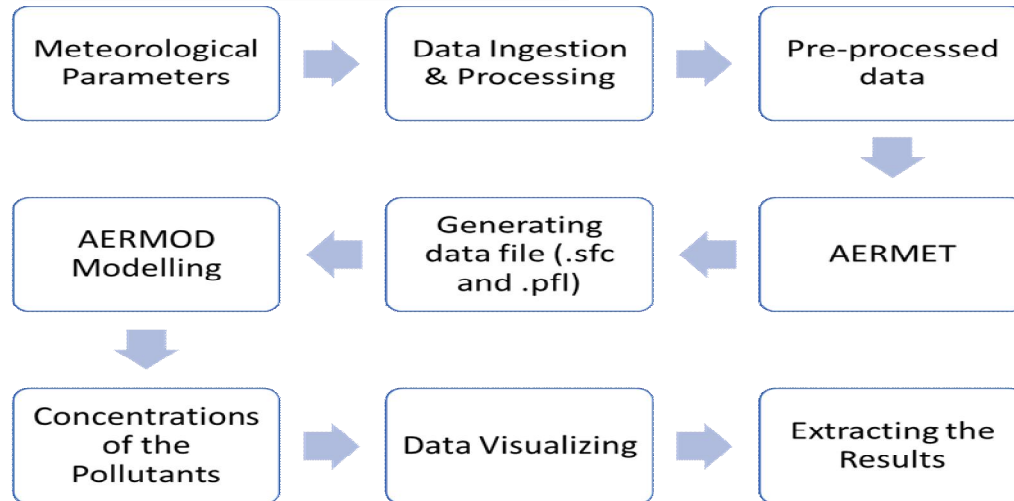 Meteorological
Parameters
Data Ingestion
& Processing
Pre-processed
data
AERMET
Generating
data file (.sfc
and .pfl)
AERMOD
Modelling
Concentrations
of the
Pollutants
Data Visualizing
Extracting the
Results